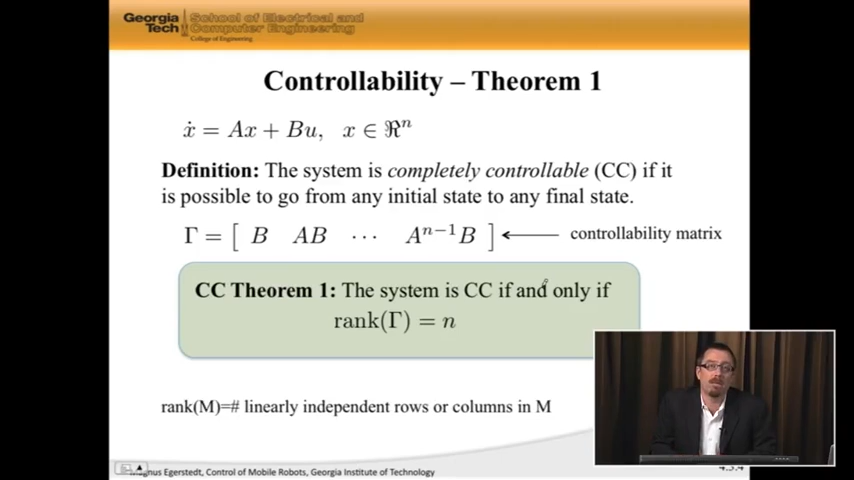 Georgia Tech
School of Electrical and
Computer Engineering
College of Engineering
Controllability – Theorem 1
ẋ = Ax + Bu, x ∈ ℜⁿ
Definition: The system is completely controllable (CC) if it
is possible to go from any initial state to any final state.
Γ = [ B AB ⋯ Aⁿ⁻¹B ] ← controllability matrix
CC Theorem 1: The system is CC if and only if
rank(Γ) = n
rank(M)=# linearly independent rows or columns in M
Magnus Egerstedt, Control of Mobile Robots, Georgia Institute of Technology
4.3.4